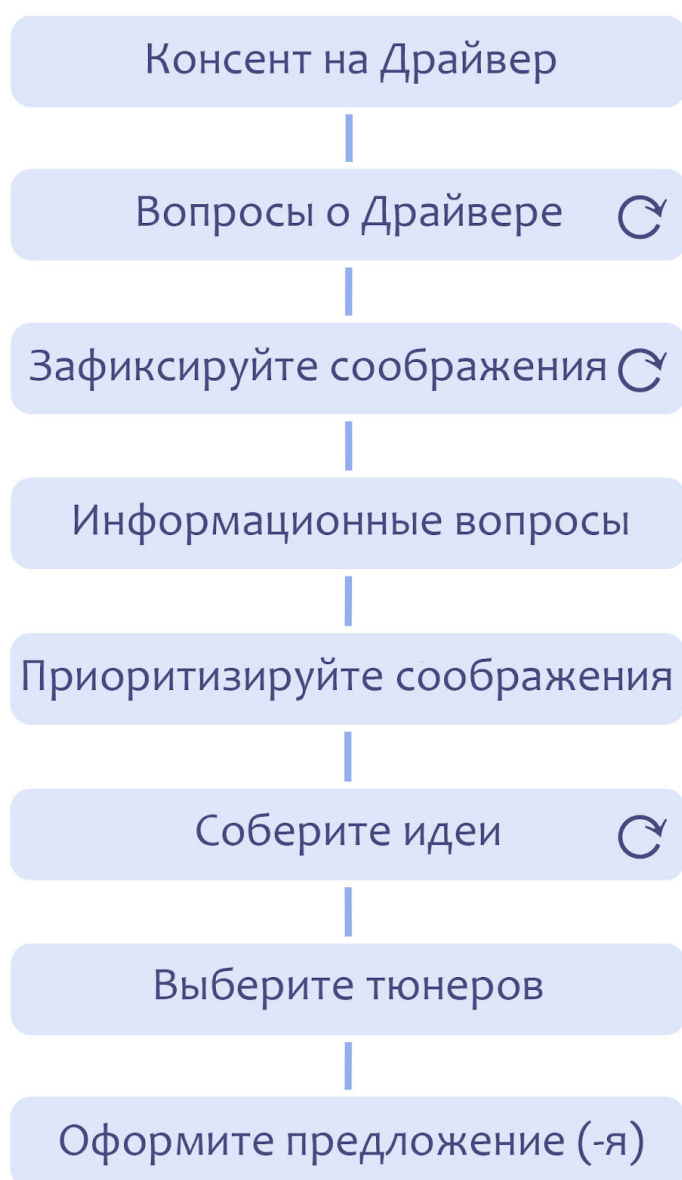 Консент на Драйвер
Вопросы о Драйвере
Зафиксируйте соображения
Информационные вопросы
Приоритизируйте соображения
Соберите идеи
Выберите тюнеров
Оформите предложение (-я)